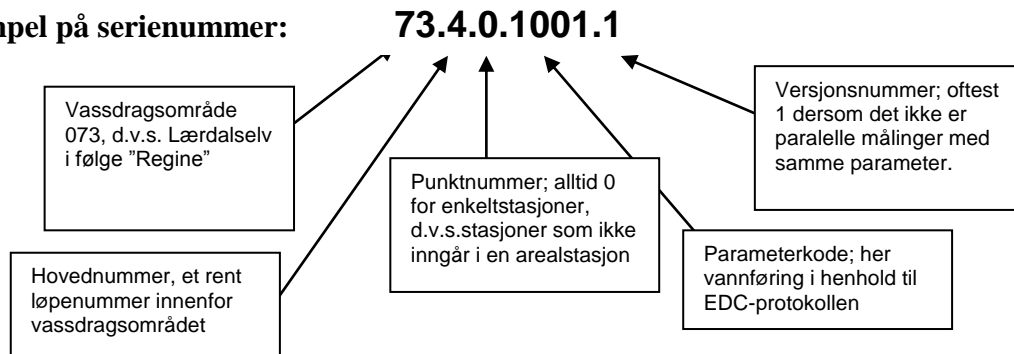 npel på serienummer: 73.4.0.1001.1
Vassdragsområde
073, d.v.s. Lærdalselv
i følge ”Regine”
Versjonsnummer; oftest
1 dersom det ikke er
paralelle målinger med
samme parameter.
Punktnummer; alltid 0
for enkeltstasjoner,
d.v.s.stasjoner som ikke
inngår i en arealstasjon
Hovednummer, et rent
løpenummer innenfor
vassdragsområdet
Parameterkode; her
vannføring i henhold til
EDC-protokollen